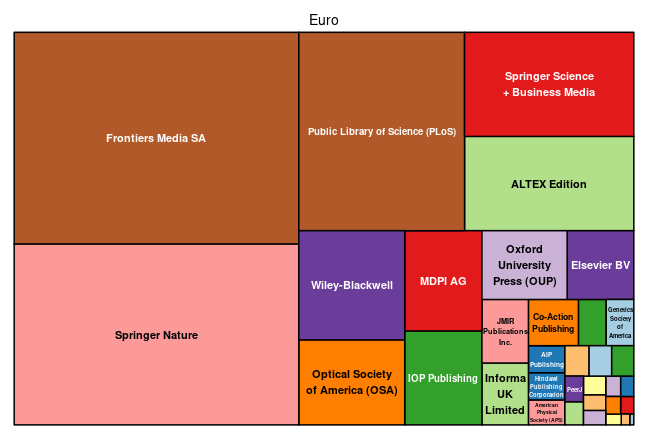 Euro
Frontiers Media SA
Public Library of Science (PLoS)
Springer Science
+ Business Media
ALTEX Edition
Springer Nature
Wiley-Blackwell
MDPI AG
Oxford
University
Press (OUP)
Elsevier BV
Optical Society
of America (OSA)
IOP Publishing
JMIR
Publications
Inc.
Informa
UK
Limited
Co-Action
Publishing
Genetics
Society
of
America
AIP
Publishing
Hindawi
Publishing
Corporation
American
Physical
Society (APS)
PeerJ